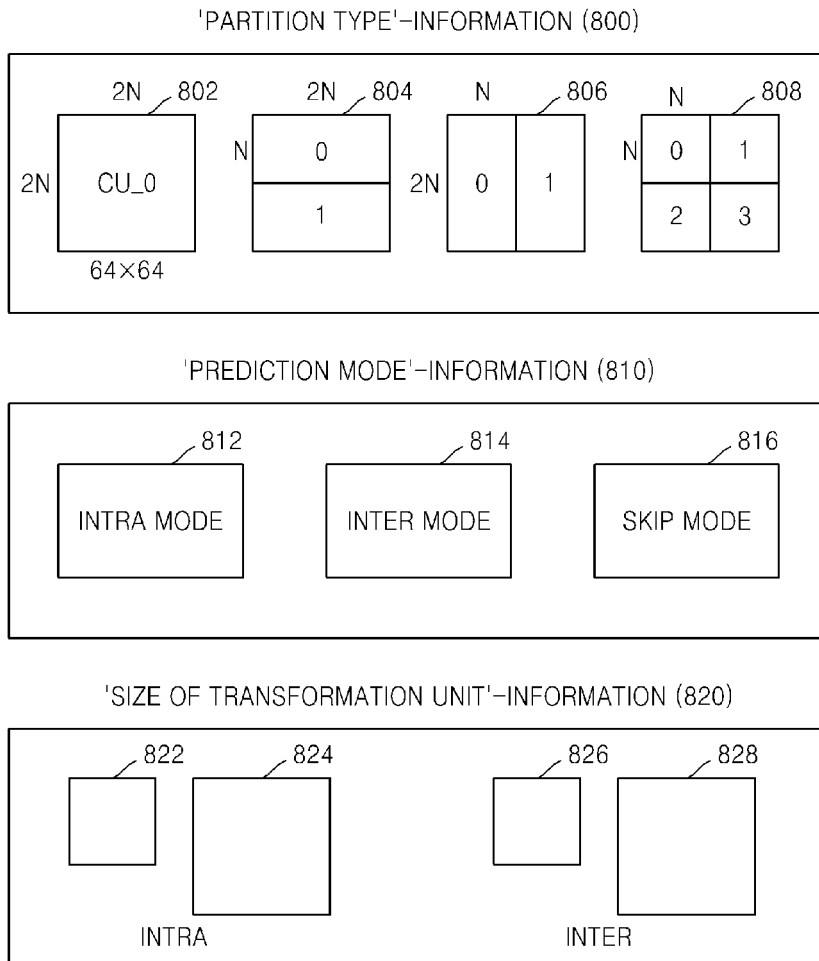 'PARTITION TYPE'-INFORMATION (800)
2N 802 2N 804 N 806 N 808
2N CU_0 N 0 2N 0 1 N 0 1
1 2 3
64×64
'PREDICTION MODE'-INFORMATION (810)
812 814 816
INTRA MODE INTER MODE SKIP MODE
'SIZE OF TRANSFORMATION UNIT'-INFORMATION (820)
822 824 826 828
INTRA INTER